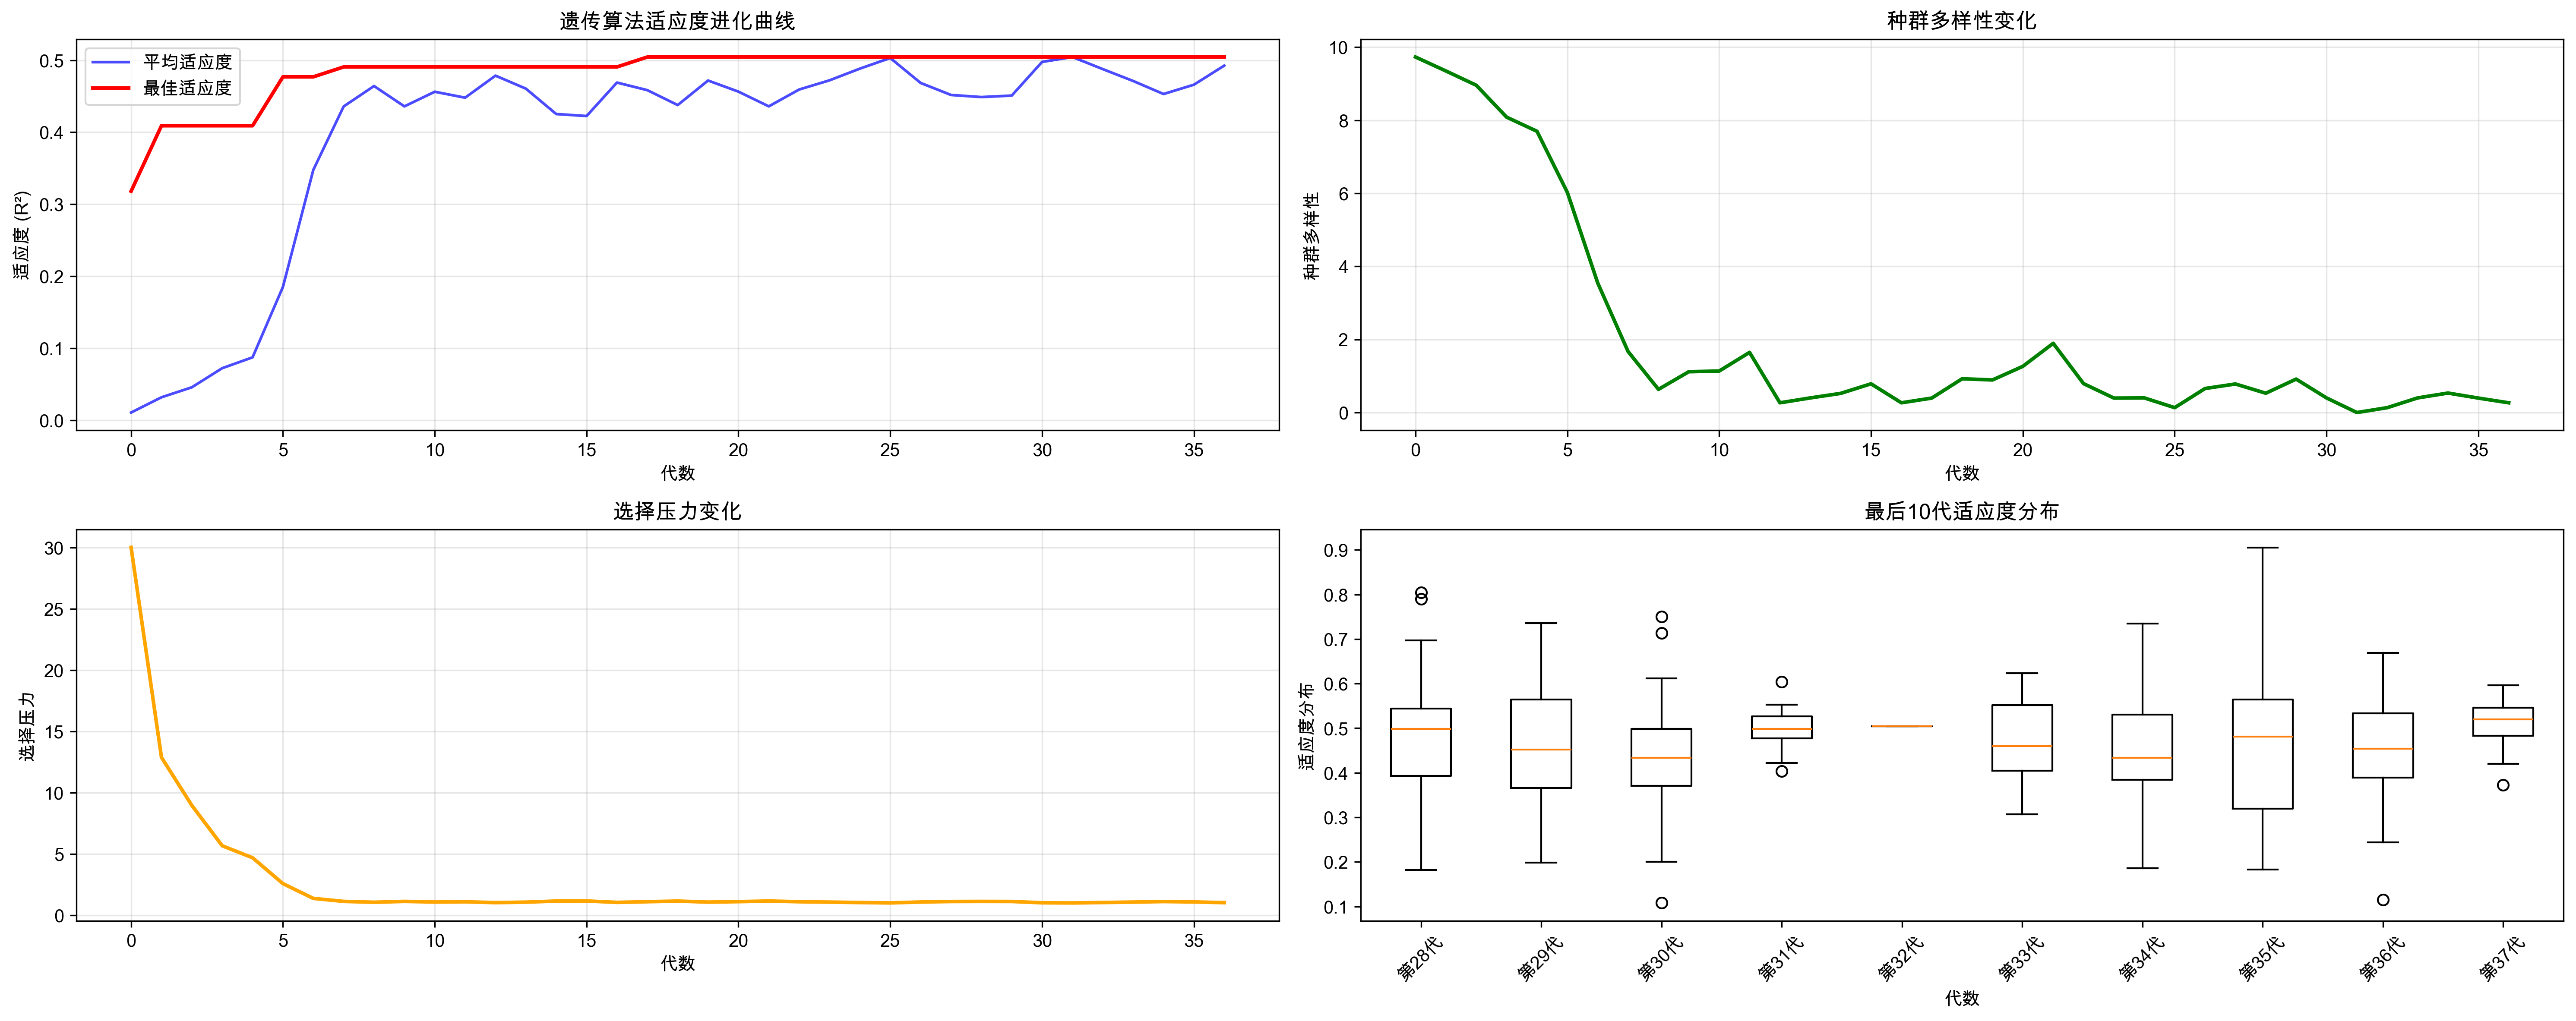 遗传算法适应度进化曲线
适应度 (R²)
0.5
0.4
0.3
0.2
0.1
0.0
平均适应度
最佳适应度
0 5 10 15 20 25 30 35
代数
种群多样性变化
种群多样性
10
8
6
4
2
0
0 5 10 15 20 25 30 35
代数
选择压力变化
选择压力
30
25
20
15
10
5
0
0 5 10 15 20 25 30 35
代数
最后10代适应度分布
适应度分布
0.9
0.8
0.7
0.6
0.5
0.4
0.3
0.2
0.1
第28代 第29代 第30代 第31代 第32代 第33代 第34代 第35代 第36代 第37代
代数